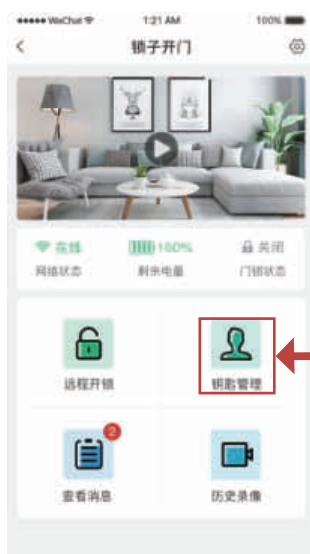 WeChat 1:21 AM 100%
锁子开门
在线 100% 关闭
网络状态 剩余电量 门锁状态
远程开锁 钥匙管理
2
查看消息 历史录像